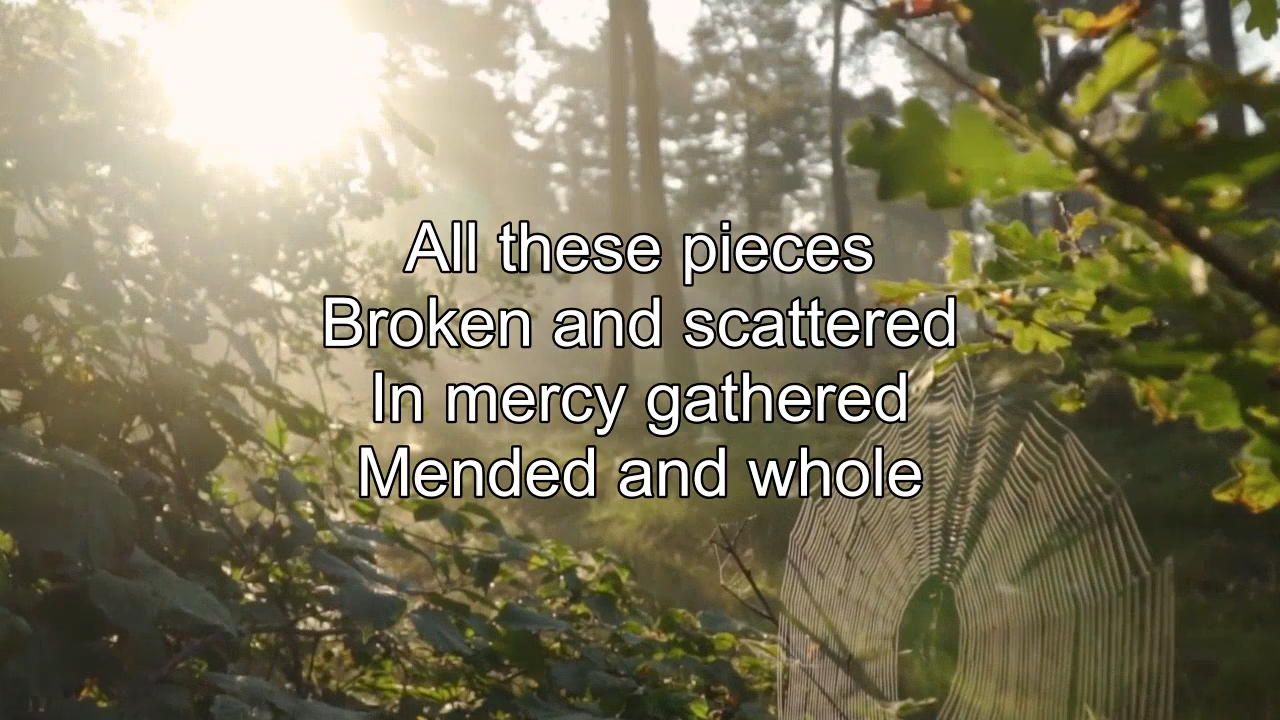 All these pieces
Broken and scattered
In mercy gathered
Mended and whole